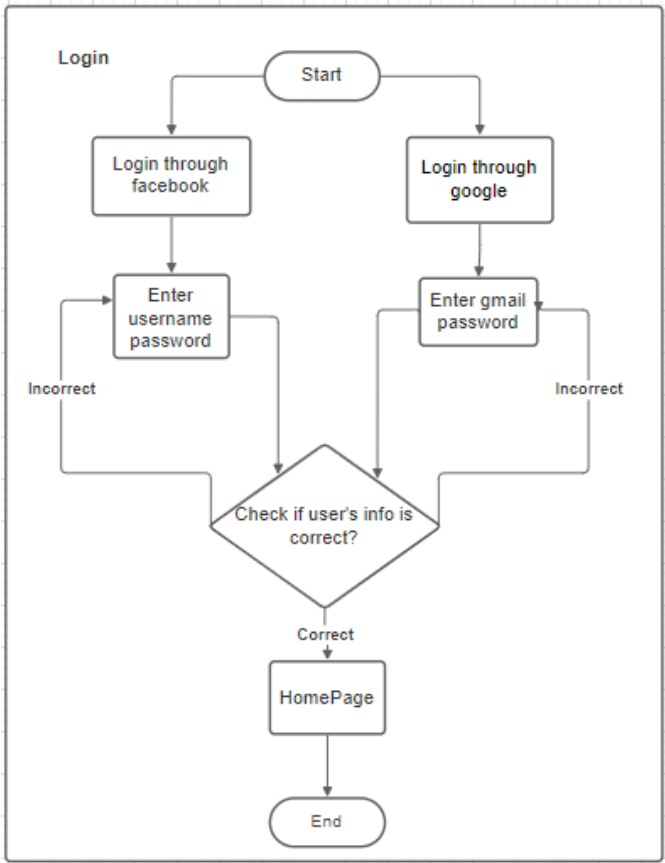 Login
Start
Login through
facebook
Login through
google
Enter
username
password
Enter gmail
password
Incorrect
Incorrect
Check if user's info is
correct?
Correct
HomePage
End